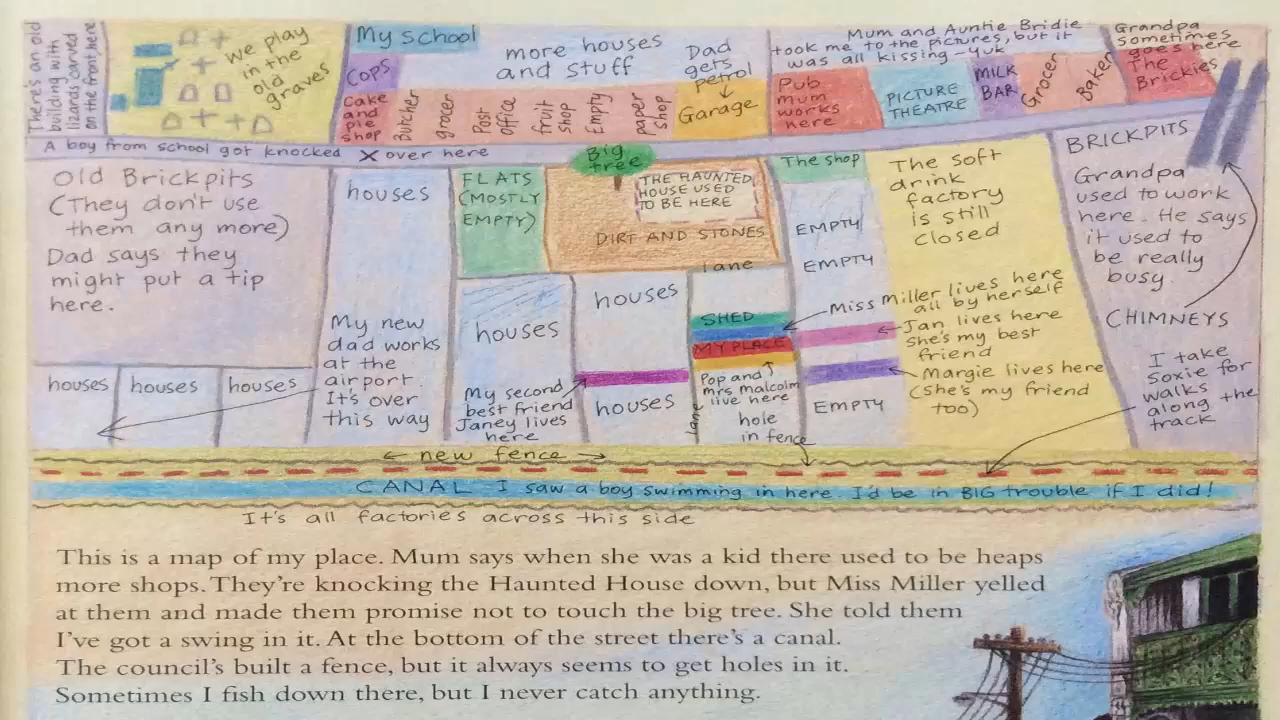 There's an old
building with
lizards carved
on the front, here
We play
in the
old
graves
My school
more houses
and stuff
Dad
gets
petrol
Mum and Auntie Bridie
took me to the pictures, but it
was all kissing - yuk
Grandpa
sometimes
goes here
The
Brickies
COPS
Cake
and
pie
shop
Butcher
grocer
Post
office
fruit
shop
Empty
paper
shop
Garage
Pub
Mum
works
here
PICTURE
THEATRE
MILK
BAR
Grocer
Baker
A boy from school got knocked X over here
Big
tree
Old Brickpits
(They don't use
them any more)
Dad says they
might put a tip
here.
houses
FLATS
(MOSTLY
EMPTY)
THE HAUNTED
HOUSE USED
TO BE HERE
DIRT AND STONES
The shop
EMPTY
EMPTY
The soft
drink
factory
is still
closed
BRICKPITS
Grandpa
used to work
here. He says
it used to
be really
busy.
CHIMNEYS
lane
houses
houses
SHED
MY PLACE
Miss Miller lives here
all by herself
Jan lives here
she's my best
friend
Margie lives here
(she's my friend
too)
My new
dad works
at the
airport.
It's over
this way
houses
houses
houses
My second
best friend
Janey lives
here
houses
lane
Pop and
Mrs Malcolm
live here
hole
in fence
EMPTY
I take
Soxie for
walks
along the
track
← new fence →
CANAL I saw a boy swimming in here. I'd be in BIG trouble if I did!
It's all factories across this side
This is a map of my place. Mum says when she was a kid there used to be heaps
more shops. They're knocking the Haunted House down, but Miss Miller yelled
at them and made them promise not to touch the big tree. She told them
I've got a swing in it. At the bottom of the street there's a canal.
The council's built a fence, but it always seems to get holes in it.
Sometimes I fish down there, but I never catch anything.